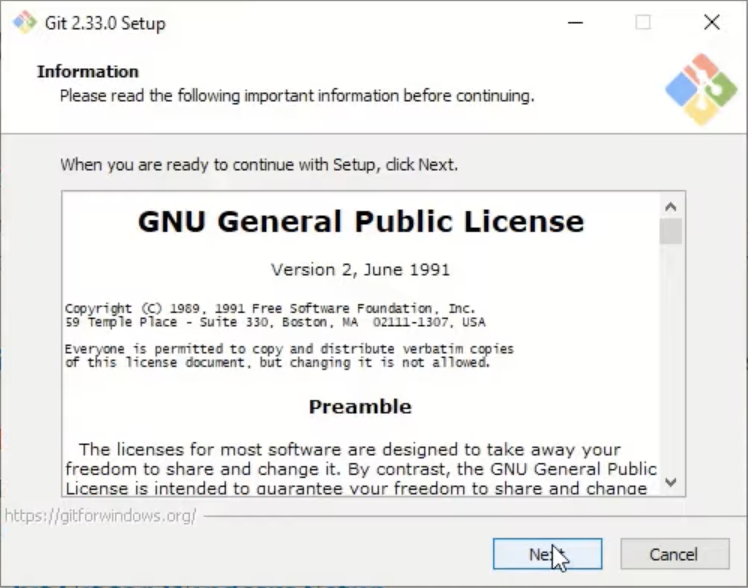 Git 2.33.0 Setup
Information
Please read the following important information before continuing.
When you are ready to continue with Setup, click Next.
GNU General Public License
Version 2, June 1991
Copyright (C) 1989, 1991 Free Software Foundation, Inc.
59 Temple Place - Suite 330, Boston, MA  02111-1307, USA
Everyone is permitted to copy and distribute verbatim copies
of this license document, but changing it is not allowed.
Preamble
The licenses for most software are designed to take away your
freedom to share and change it. By contrast, the GNU General Public
License is intended to guarantee your freedom to share and change
https://gitforwindows.org/
Next
Cancel